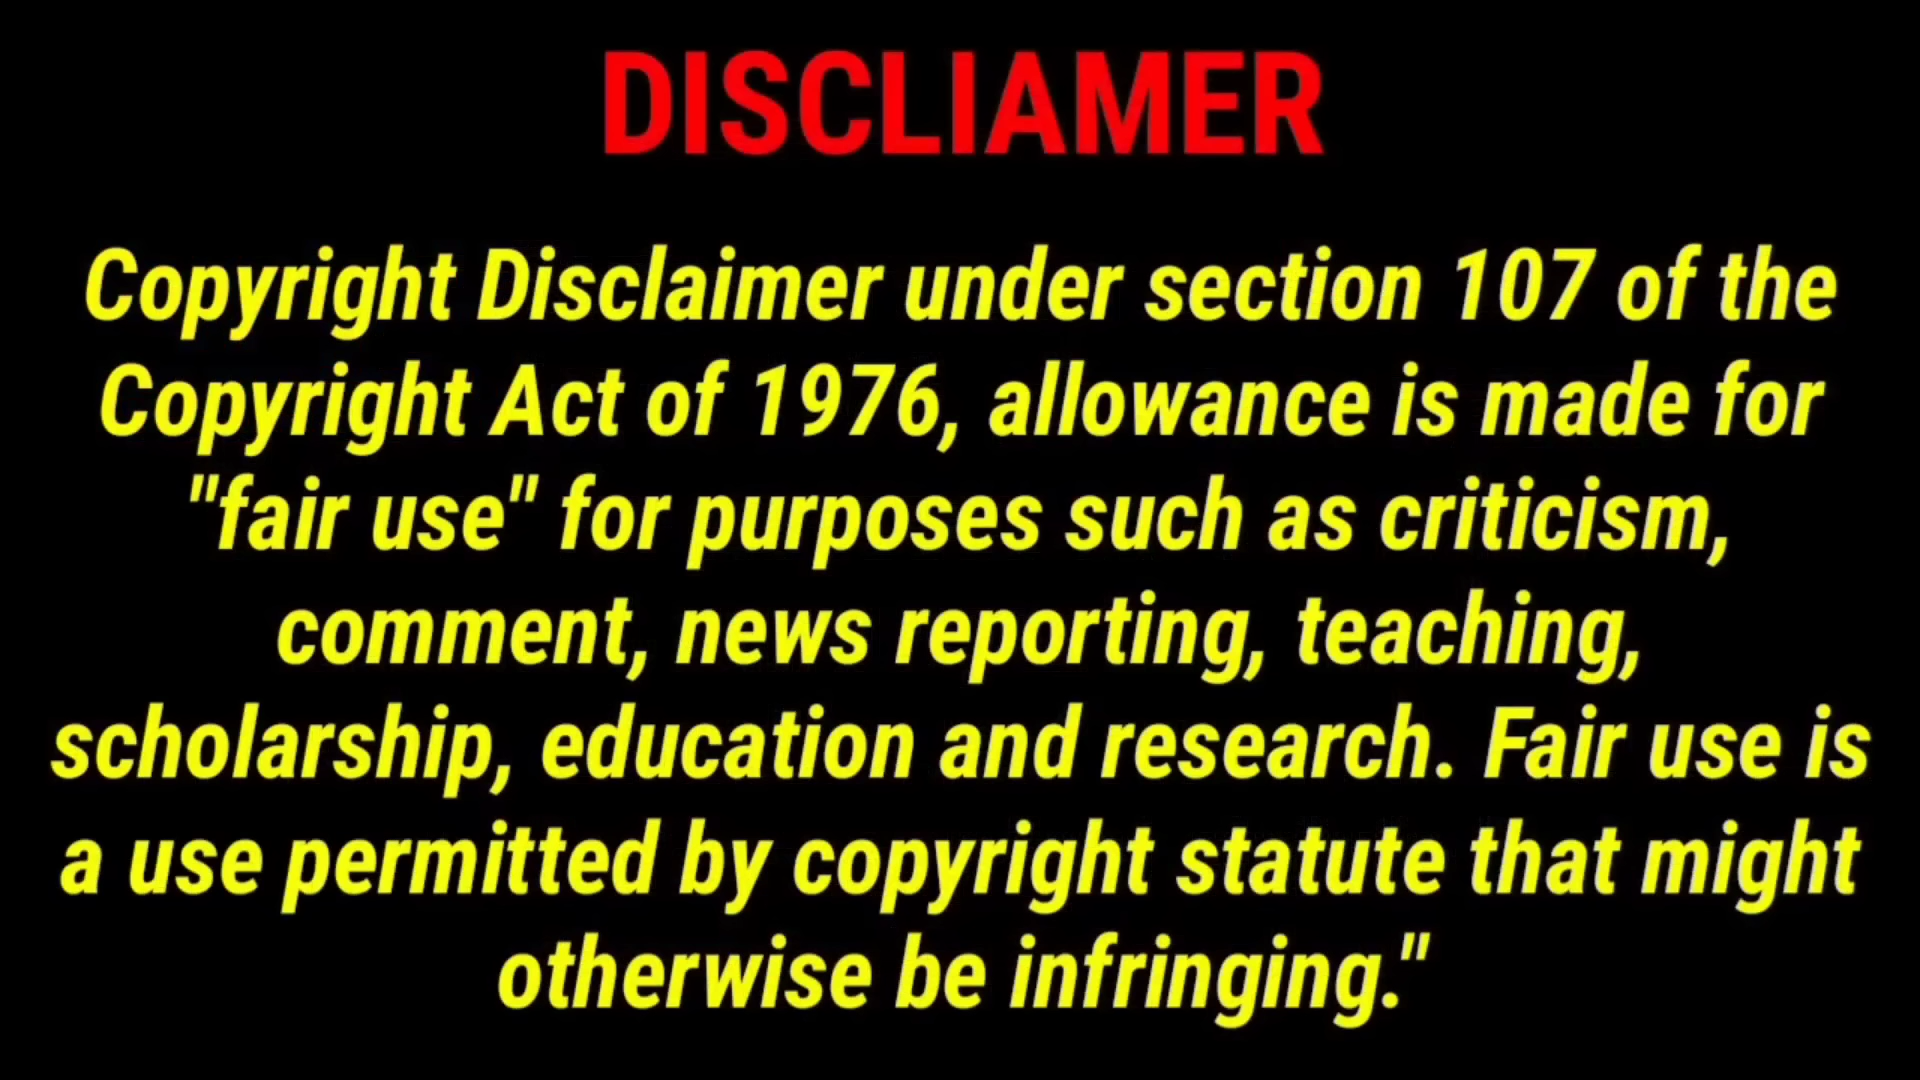 DISCLIAMER
Copyright Disclaimer under section 107 of the
Copyright Act of 1976, allowance is made for
"fair use" for purposes such as criticism,
comment, news reporting, teaching,
scholarship, education and research. Fair use is
a use permitted by copyright statute that might
otherwise be infringing."